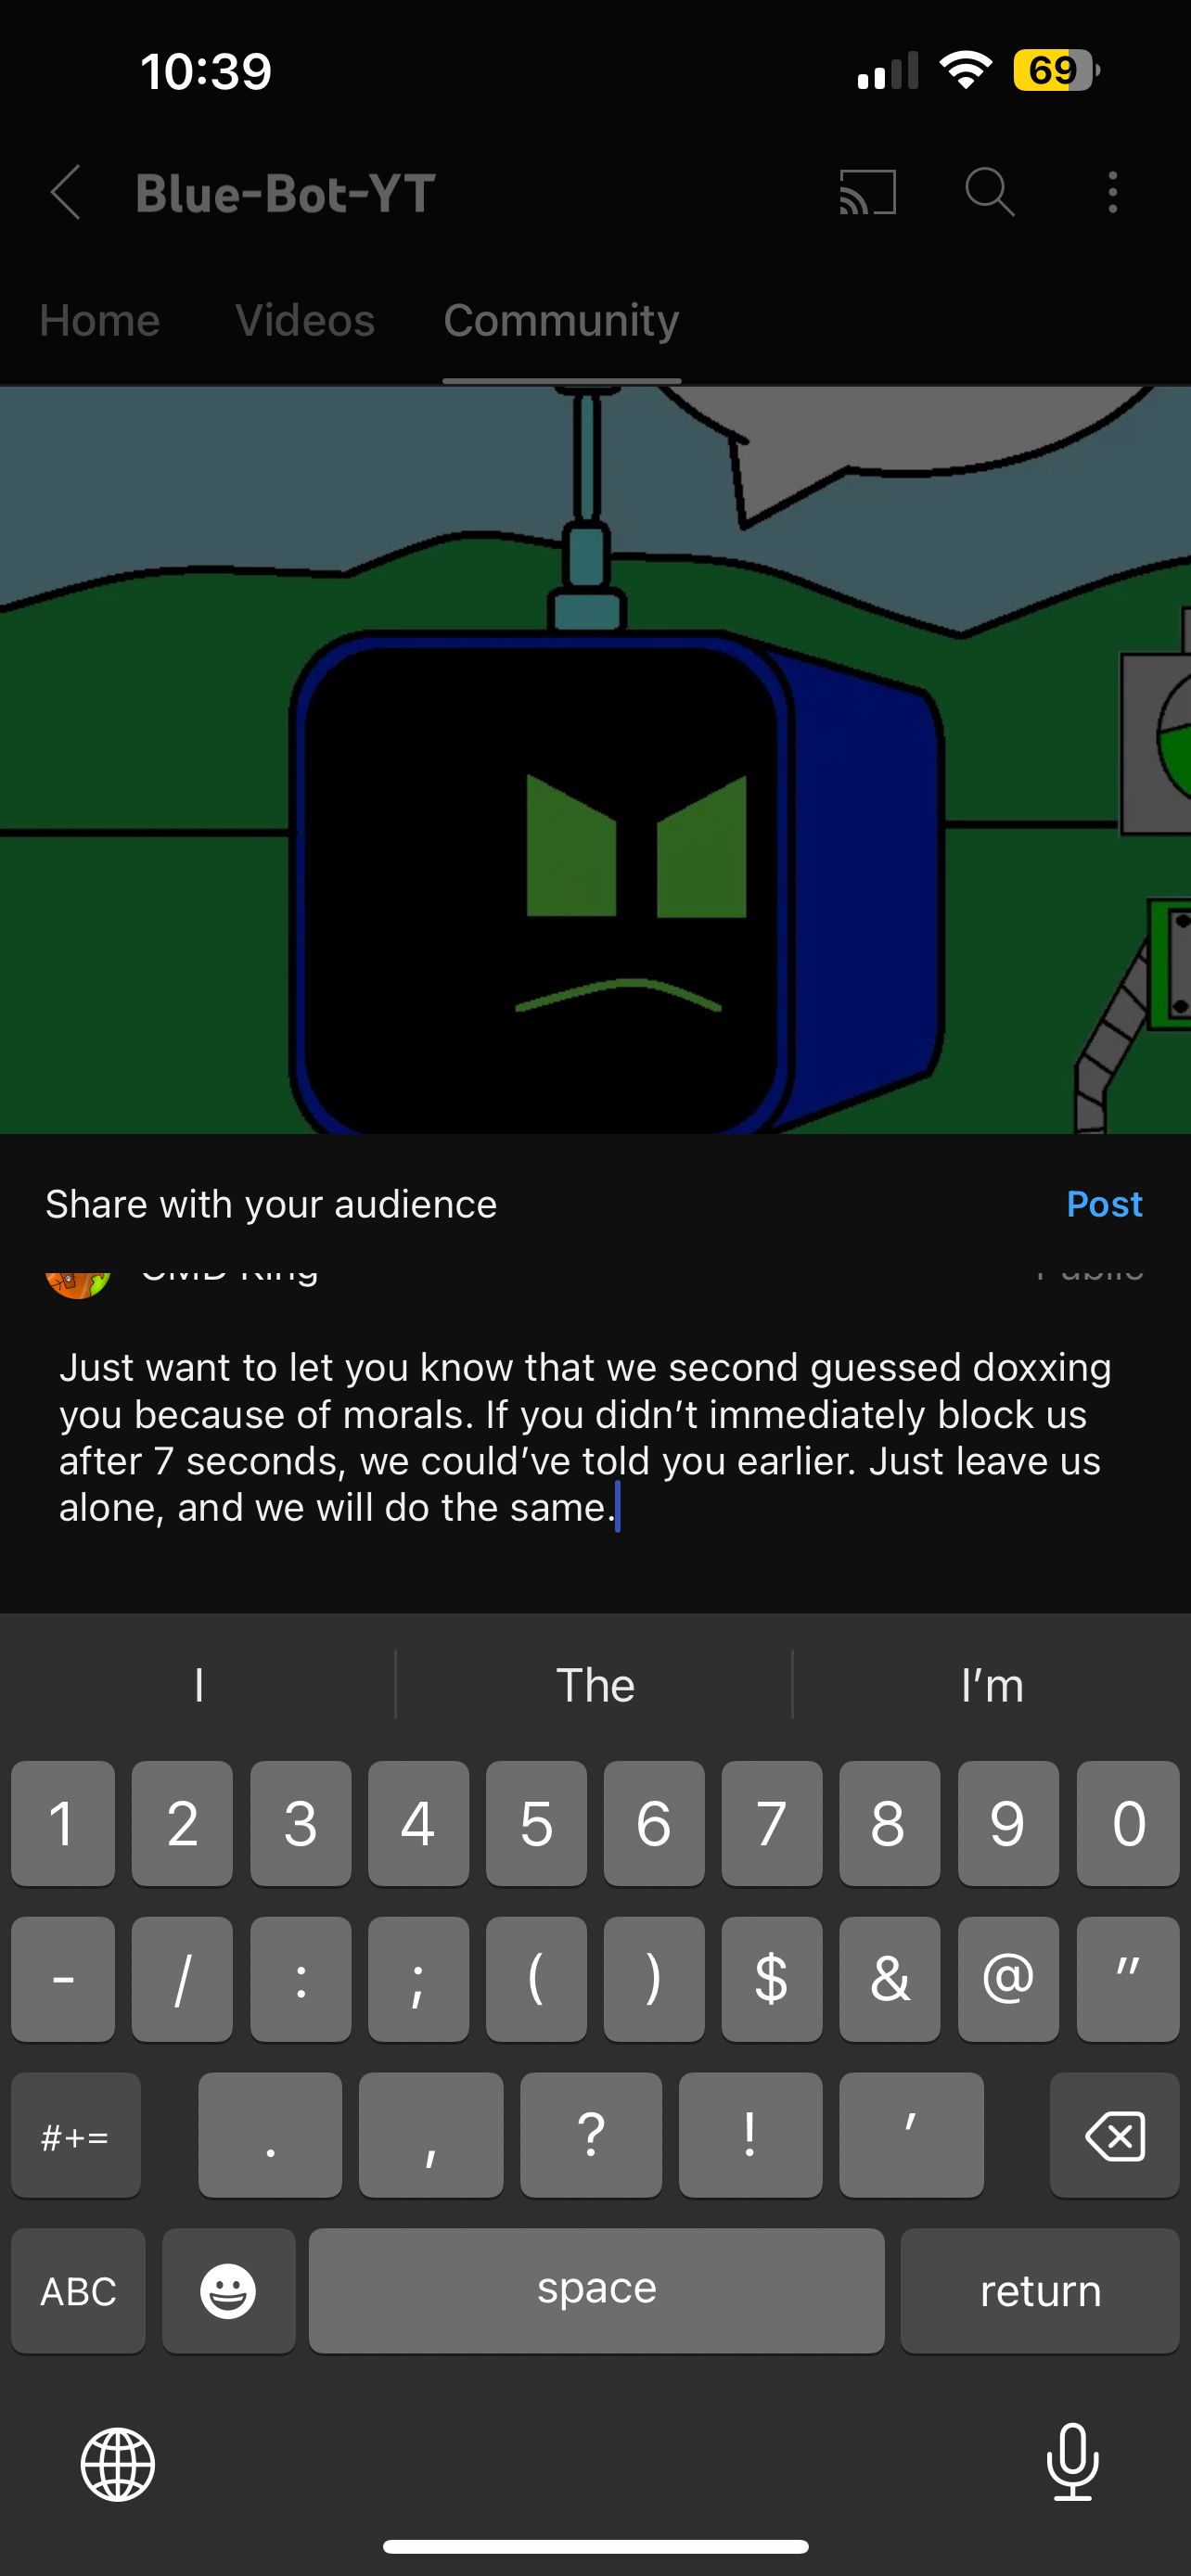 10:39
69
Blue-Bot-YT
Home Videos Community
Share with your audience Post
King
Just want to let you know that we second guessed doxxing
you because of morals. If you didn’t immediately block us
after 7 seconds, we could’ve told you earlier. Just leave us
alone, and we will do the same.
I The I’m
1 2 3 4 5 6 7 8 9 0
- / : ; ( ) $ & @ "
#+= . , ? ! ’
ABC space return